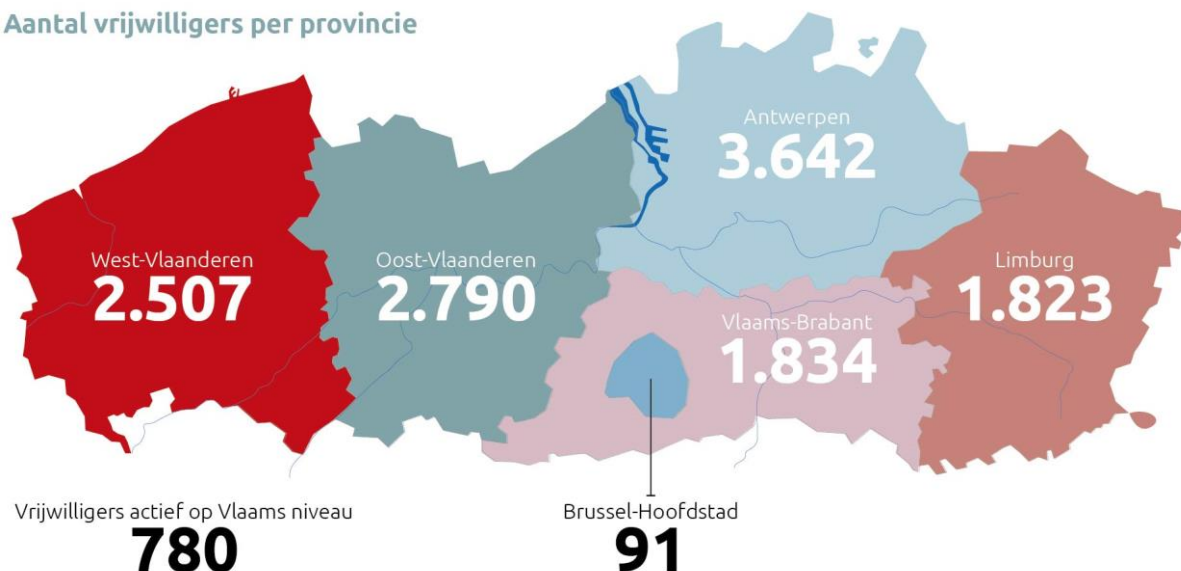 Aantal vrijwilligers per provincie
Antwerpen
3.642
West-Vlaanderen
2.507
Oost-Vlaanderen
2.790
Limburg
1.823
Vlaams-Brabant
1.834
Vrijwilligers actief op Vlaams niveau
780
Brussel-Hoofdstad
91